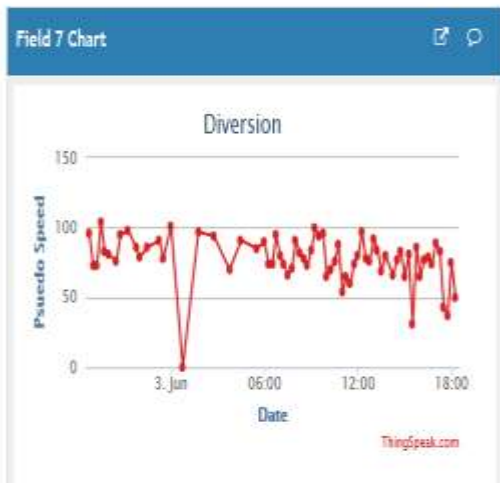 Field 7 Chart
Diversion
Psuedo Speed
150
100
50
0
3. Jun
06:00
12:00
18:00
Date
ThingSpeak.com